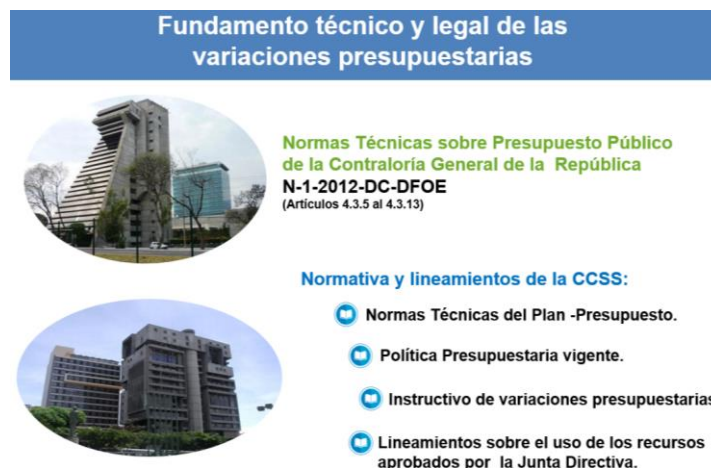 Fundamento técnico y legal de las
variaciones presupuestarias
Normas Técnicas sobre Presupuesto Público
de la Contraloría General de la República
N-1-2012-DC-DFOE
(Artículos 4.3.5 al 4.3.13)
Normativa y lineamientos de la CCSS:
Normas Técnicas del Plan -Presupuesto.
Política Presupuestaria vigente.
Instructivo de variaciones presupuestarias
Lineamientos sobre el uso de los recursos
aprobados por la Junta Directiva.